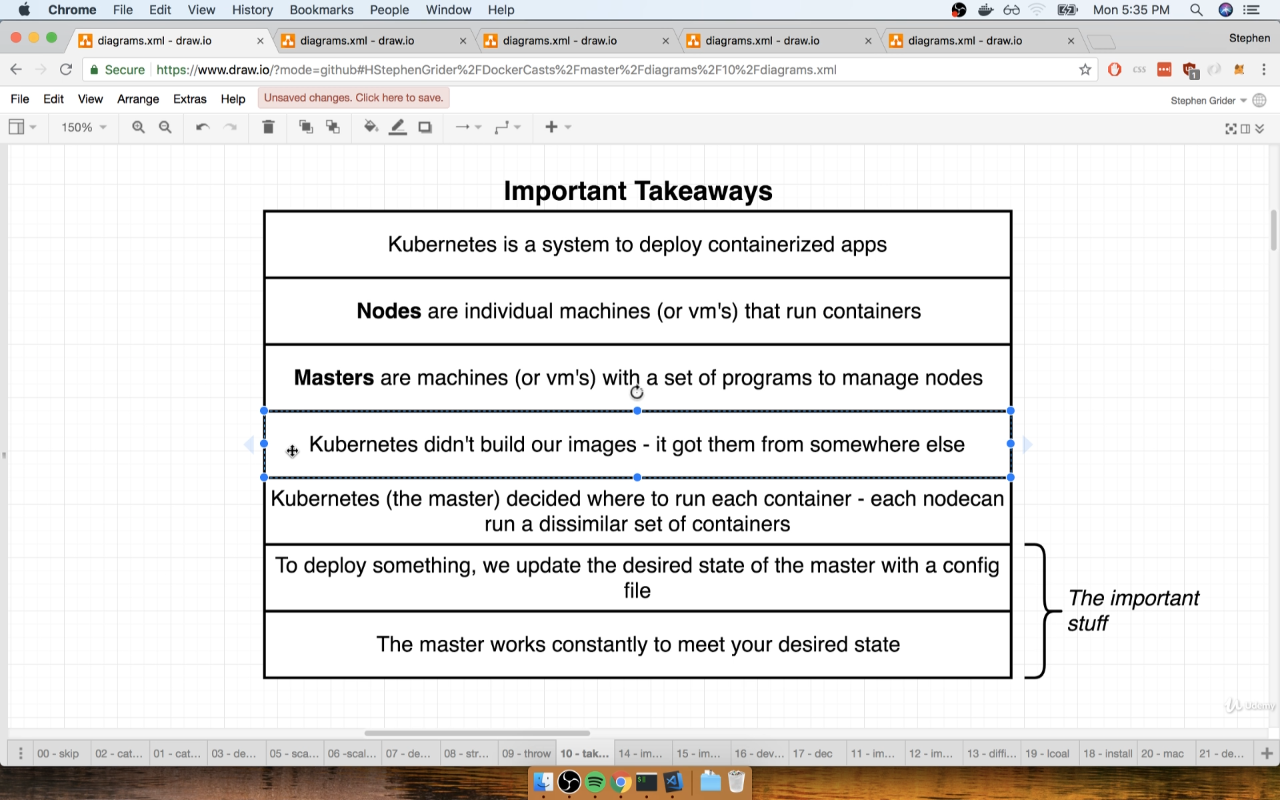 Chrome File Edit View History Bookmarks People Window Help Mon 5:35 PM
diagrams.xml - draw.io diagrams.xml - draw.io diagrams.xml - draw.io diagrams.xml - draw.io diagrams.xml - draw.io Stephen
Secure https://www.draw.io/?mode=github#HStephenGrider%2FDockerCasts%2Fmaster%2Fdiagrams%2F10%2Fdiagrams.xml
File Edit View Arrange Extras Help Unsaved changes. Click here to save. Stephen Grider
150%
Important Takeaways
Kubernetes is a system to deploy containerized apps
Nodes are individual machines (or vm's) that run containers
Masters are machines (or vm's) with a set of programs to manage nodes
Kubernetes didn't build our images - it got them from somewhere else
Kubernetes (the master) decided where to run each container - each nodecan
run a dissimilar set of containers
To deploy something, we update the desired state of the master with a config
file
The important
stuff
The master works constantly to meet your desired state
Udemy
00 - skip 02 - cat... 01 - cat... 03 - de... 05 - sca... 06 -scal... 07 - de... 08 - str... 09 - throw 10 - tak... 14 - im... 15 - im... 16 - dev... 17 - dec 11 - im... 12 - im... 13 - diffi... 19 - lcoal 18 - install 20 - mac 21 - de...